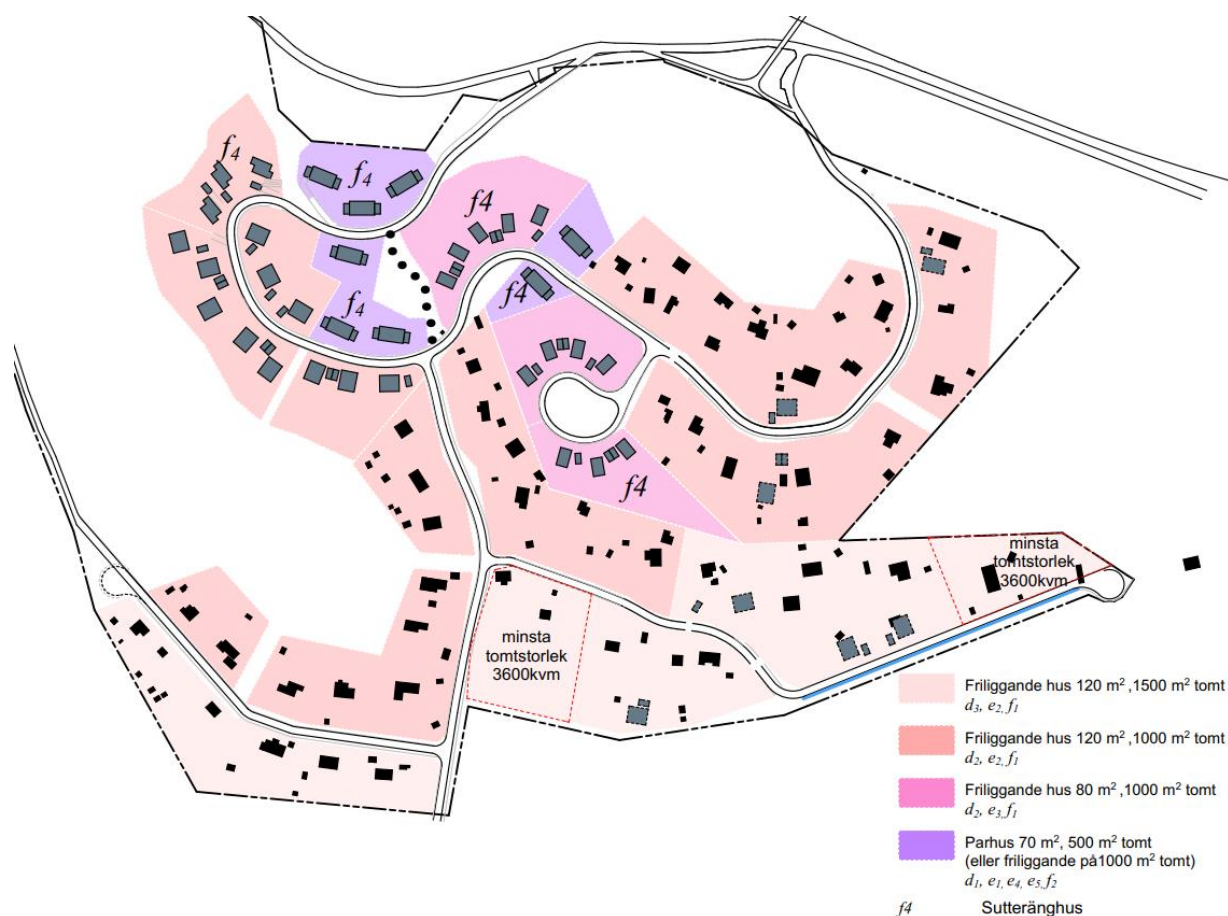 f₄
f₄
f4
f4
f₄
f4
minsta
tomtstorlek
3600kvm
minsta
tomtstorlek
3600kvm
Friliggande hus 120 m² ,1500 m² tomt
d₃, e₂, f₁
Friliggande hus 120 m² ,1000 m² tomt
d₂, e₂, f₁
Friliggande hus 80 m² ,1000 m² tomt
d₂, e₃, f₁
Parhus 70 m², 500 m² tomt
(eller friliggande på1000 m² tomt)
d₁, e₁, e₄, e₅, f₂
f4 Sutteränghus